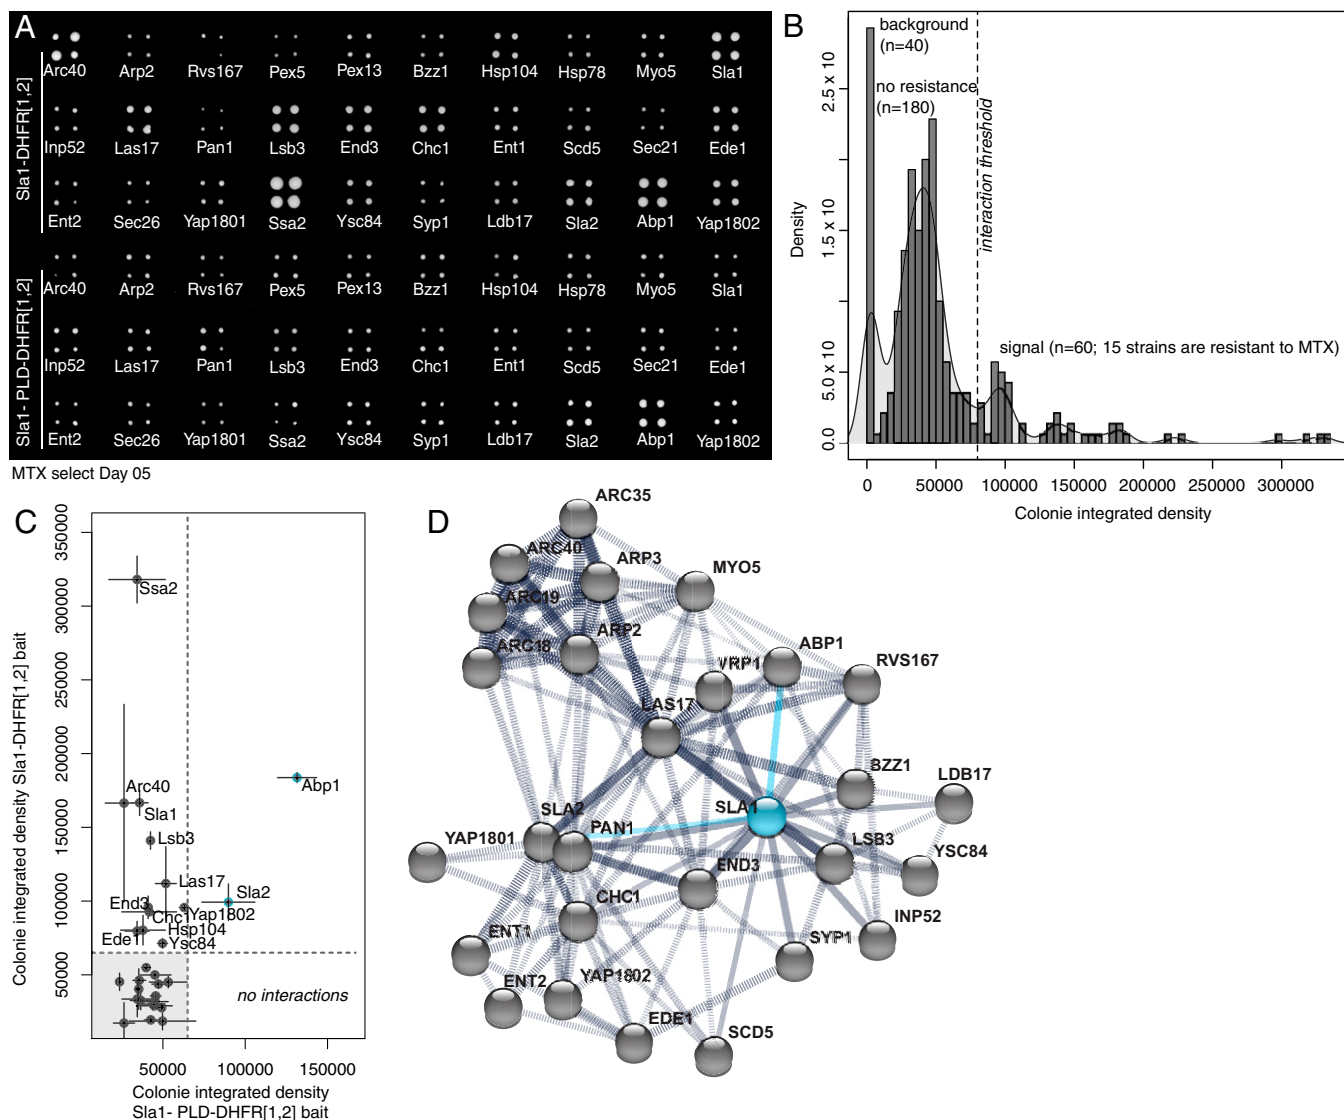 A
Sla1-DHFR[1,2]
Arc40 Arp2 Rvs167 Pex5 Pex13 Bzz1 Hsp104 Hsp78 Myo5 Sla1
Inp52 Las17 Pan1 Lsb3 End3 Chc1 Ent1 Scd5 Sec21 Ede1
Ent2 Sec26 Yap1801 Ssa2 Ysc84 Syp1 Ldb17 Sla2 Abp1 Yap1802
Sla1- PLD-DHFR[1,2]
Arc40 Arp2 Rvs167 Pex5 Pex13 Bzz1 Hsp104 Hsp78 Myo5 Sla1
Inp52 Las17 Pan1 Lsb3 End3 Chc1 Ent1 Scd5 Sec21 Ede1
Ent2 Sec26 Yap1801 Ssa2 Ysc84 Syp1 Ldb17 Sla2 Abp1 Yap1802
MTX select Day 05
B
background
(n=40)
no resistance
(n=180)
interaction threshold
signal (n=60; 15 strains are resistant to MTX)
Density
2.5 x 10
1.5 x 10
5.0 x 10
0.0
0 50000 100000 150000 200000 250000 300000
Colonie integrated density
C
Colonie integrated density Sla1-DHFR[1,2] bait
350000
300000
250000
200000
150000
100000
50000
Ssa2
Abp1
Arc40
Sla1
Lsb3
Las17
Sla2
End3
Yap1802
Chc1
Hsp104
Ede1
Ysc84
no interactions
50000 100000 150000
Colonie integrated density
Sla1- PLD-DHFR[1,2] bait
D
ARC35
ARC40
ARP3
MYO5
ARC19
ARP2
ARC18
VRP1
ABP1
RVS167
LAS17
BZZ1
LDB17
SLA1
SLA2
PAN1
YAP1801
LSB3
YSC84
END3
CHC1
INP52
ENT1
SYP1
ENT2
YAP1802
EDE1
SCD5